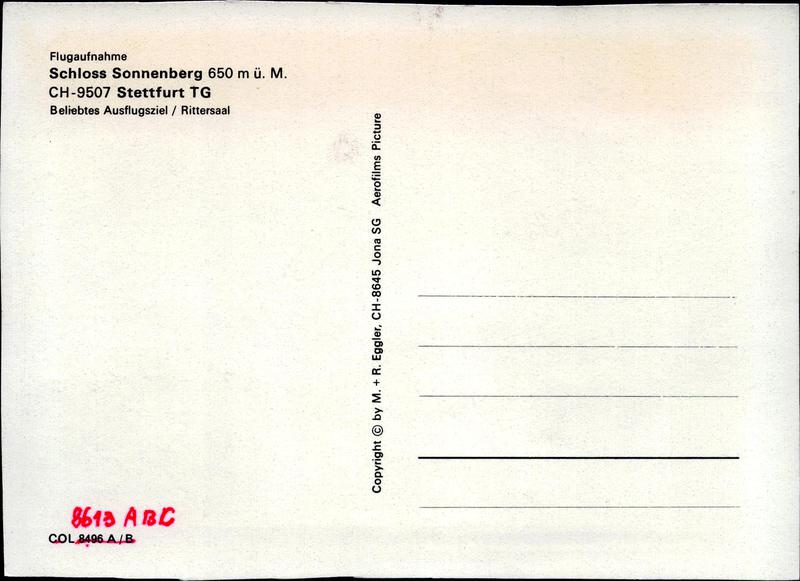 Flugaufnahme
Schloss Sonnenberg 650 m ü. M.
CH-9507 Stettfurt TG
Beliebtes Ausflugsziel / Rittersaal
Copyright © by M. + R. Eggler, CH-8645 Jona SG Aerofilms Picture
8613 ABC
COL 8496 A/B